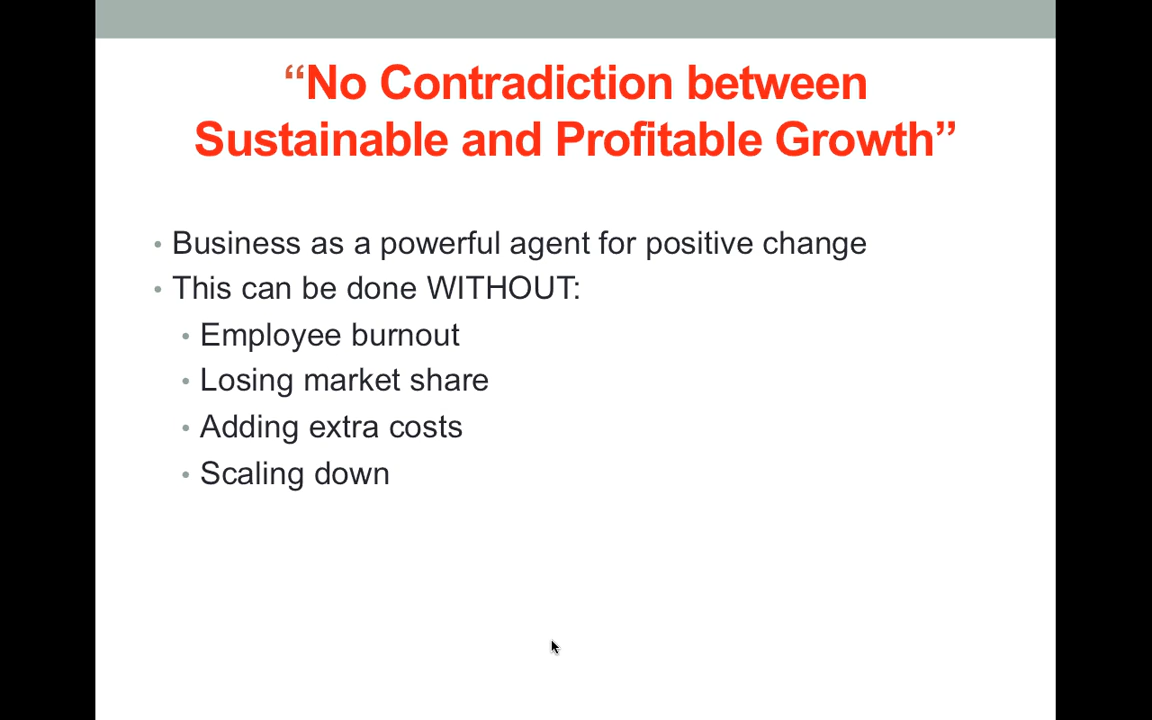 “No Contradiction between
Sustainable and Profitable Growth”
• Business as a powerful agent for positive change
• This can be done WITHOUT:
• Employee burnout
• Losing market share
• Adding extra costs
• Scaling down